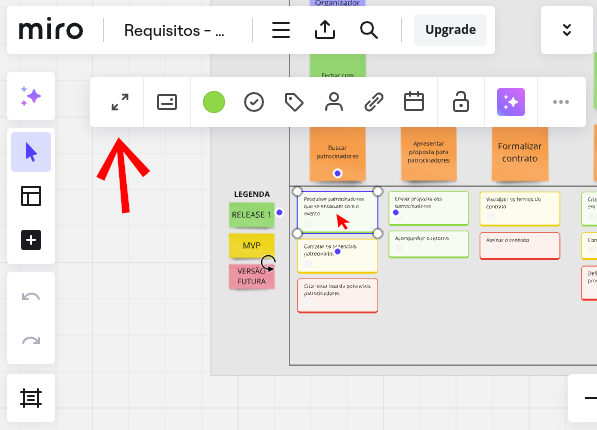 Organizador
miro
Requisitos - ...
Upgrade
Fechar com
Buscar
patrocinadores
Apresentar
proposta para
patrocinadores
Formalizar
contrato
LEGENDA
RELEASE 1
MVP
VERSÃO
FUTURA
Pesquisar patrocinadores
que se encaixam com o
evento
Enviar proposta aos
patrocinadores
Visualizar os termos do
contrato
Contatar os potenciais
patrocinador
Acompanhar o retorno
Assinar o contrato
Criar uma lista de potenciais
patrocinadores